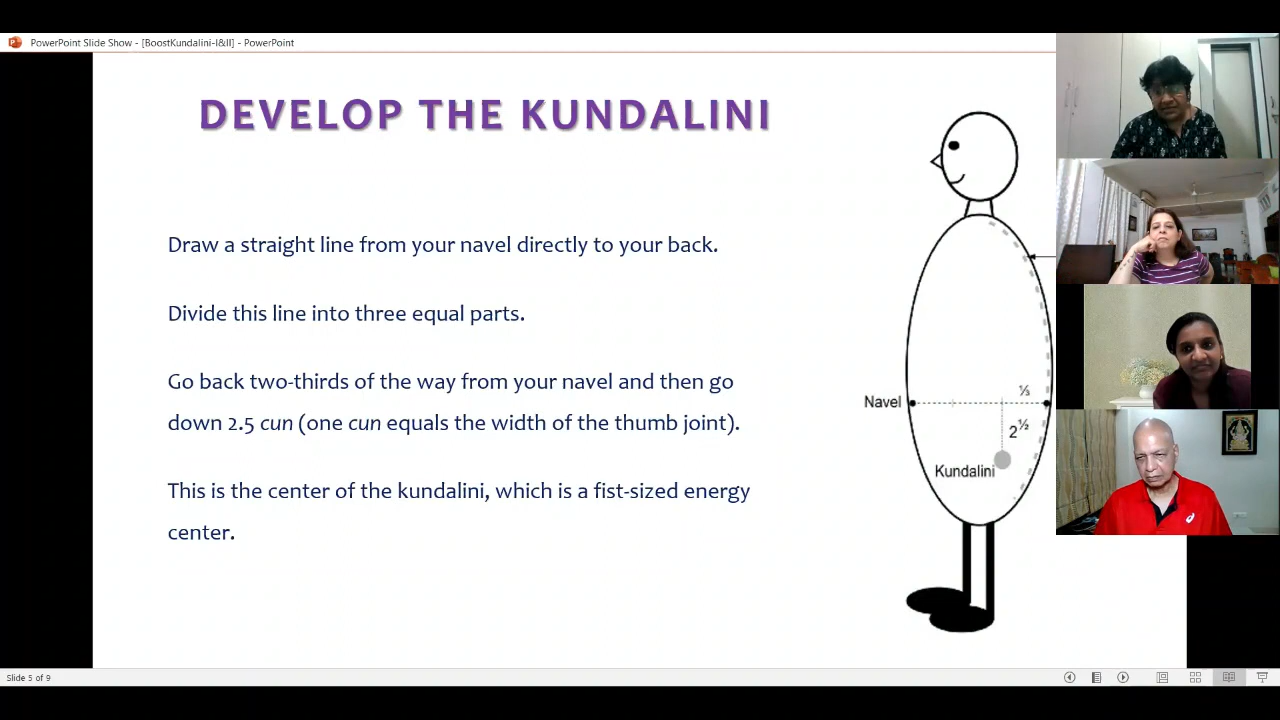 PowerPoint Slide Show - [BoostKundalini-I&II] - PowerPoint
DEVELOP THE KUNDALINI
Draw a straight line from your navel directly to your back.
Divide this line into three equal parts.
Go back two-thirds of the way from your navel and then go
down 2.5 cun (one cun equals the width of the thumb joint).
This is the center of the kundalini, which is a fist-sized energy
center.
Navel
⅓
2½
Kundalini
Slide 5 of 9